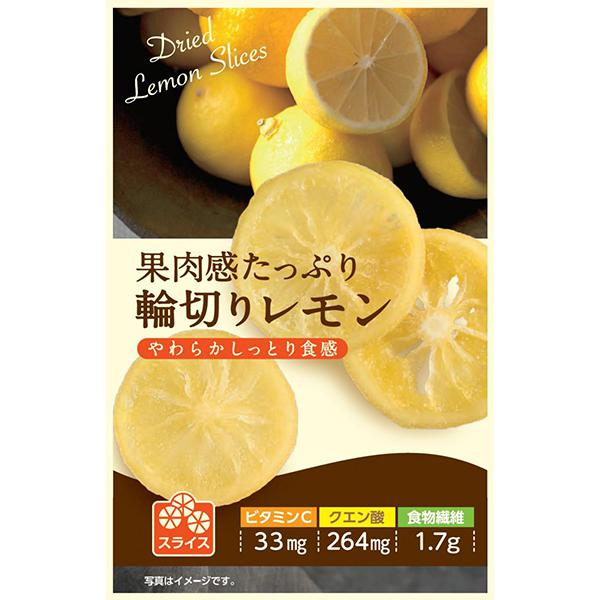 Dried
Lemon Slices
果肉感たっぷり
輪切りレモン
やわらかしっとり食感
スライス
ビタミンC クエン酸 食物繊維
33mg 264mg 1.7g
写真はイメージです。